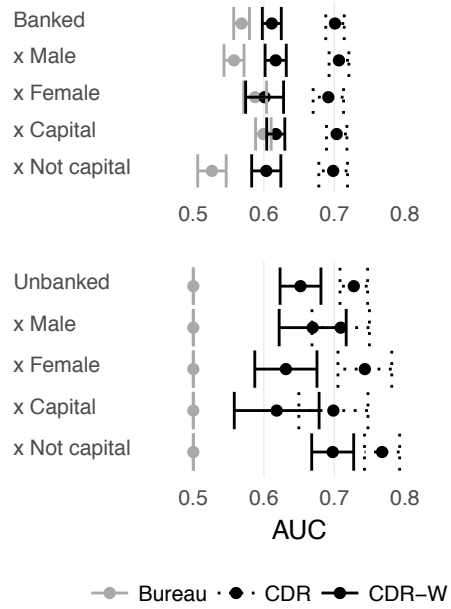 Banked
x Male
x Female
x Capital
x Not capital
0.5 0.6 0.7 0.8
Unbanked
x Male
x Female
x Capital
x Not capital
0.5 0.6 0.7 0.8
AUC
Bureau CDR CDR−W